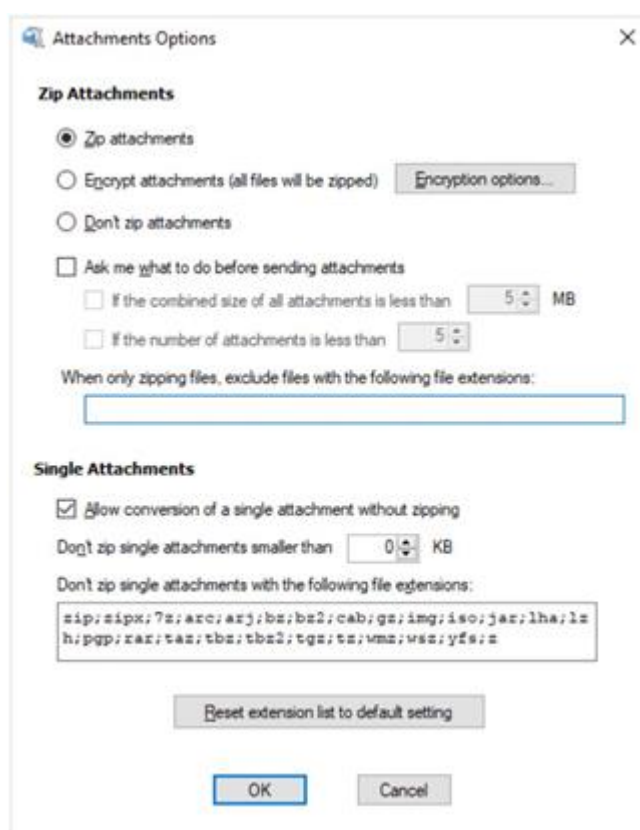 Attachments Options
Zip Attachments
Zip attachments
Encrypt attachments (all files will be zipped) Encryption options...
Don't zip attachments
Ask me what to do before sending attachments
If the combined size of all attachments is less than 5 MB
If the number of attachments is less than 5
When only zipping files, exclude files with the following file extensions:
Single Attachments
Allow conversion of a single attachment without zipping
Don't zip single attachments smaller than 0 KB
Don't zip single attachments with the following file extensions:
zip;zipx;7z;arc;arj;bz;bz2;cab;gz;img;iso;jar;lha;lz
h;pgp;rar;taz;tbz;tbz2;tgz;tz;wmz;wsz;yfs;z
Reset extension list to default setting
OK Cancel